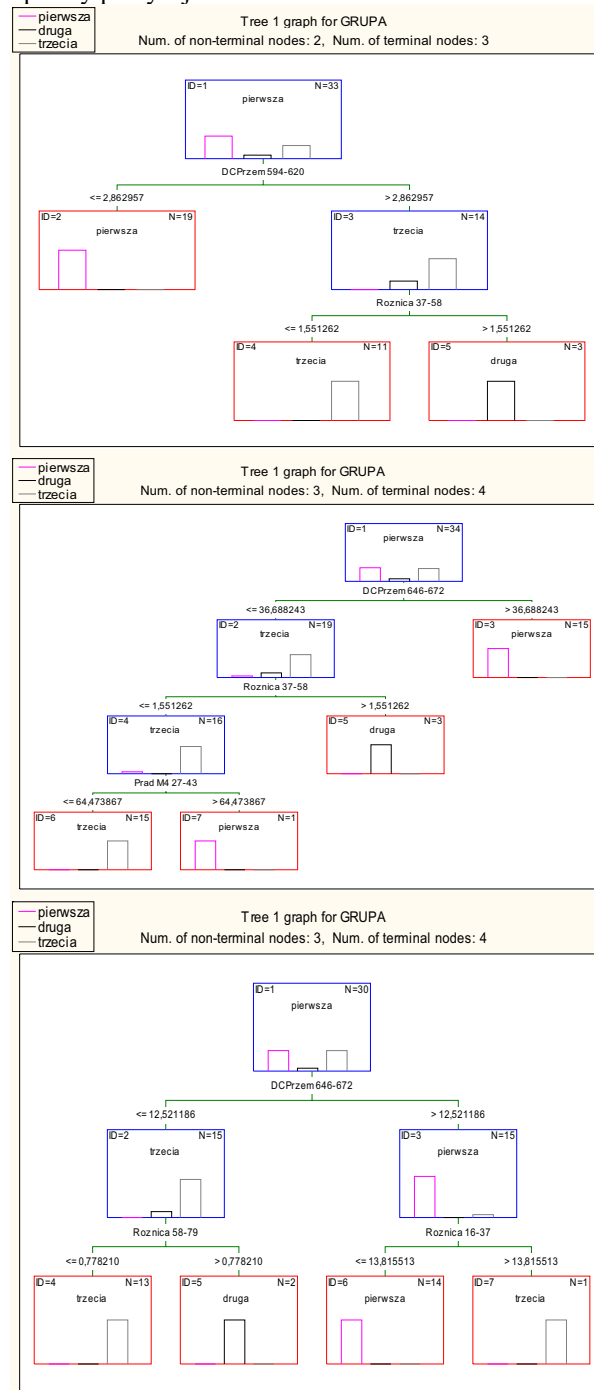 pierwsza
druga
trzecia
Tree 1 graph for GRUPA
Num. of non-terminal nodes: 2, Num. of terminal nodes: 3
ID=1 N=33
pierwsza
DCPrzem 594-620
<= 2,862957 > 2,862957
ID=2 N=19
pierwsza
ID=3 N=14
trzecia
Roznica 37-58
<= 1,551262 > 1,551262
ID=4 N=11
trzecia
ID=5 N=3
druga
pierwsza
druga
trzecia
Tree 1 graph for GRUPA
Num. of non-terminal nodes: 3, Num. of terminal nodes: 4
ID=1 N=34
pierwsza
DCPrzem 646-672
<= 36,688243 > 36,688243
ID=2 N=19
trzecia
ID=3 N=15
pierwsza
Roznica 37-58
<= 1,551262 > 1,551262
ID=4 N=16
trzecia
ID=5 N=3
druga
Prad M4 27-43
<= 64,473867 > 64,473867
ID=6 N=15
trzecia
ID=7 N=1
pierwsza
pierwsza
druga
trzecia
Tree 1 graph for GRUPA
Num. of non-terminal nodes: 3, Num. of terminal nodes: 4
ID=1 N=30
pierwsza
DCPrzem 646-672
<= 12,521186 > 12,521186
ID=2 N=15
trzecia
ID=3 N=15
pierwsza
Roznica 58-79 Roznica 16-37
<= 0,778210 > 0,778210 <= 13,815513 > 13,815513
ID=4 N=13
trzecia
ID=5 N=2
druga
ID=6 N=14
pierwsza
ID=7 N=1
trzecia